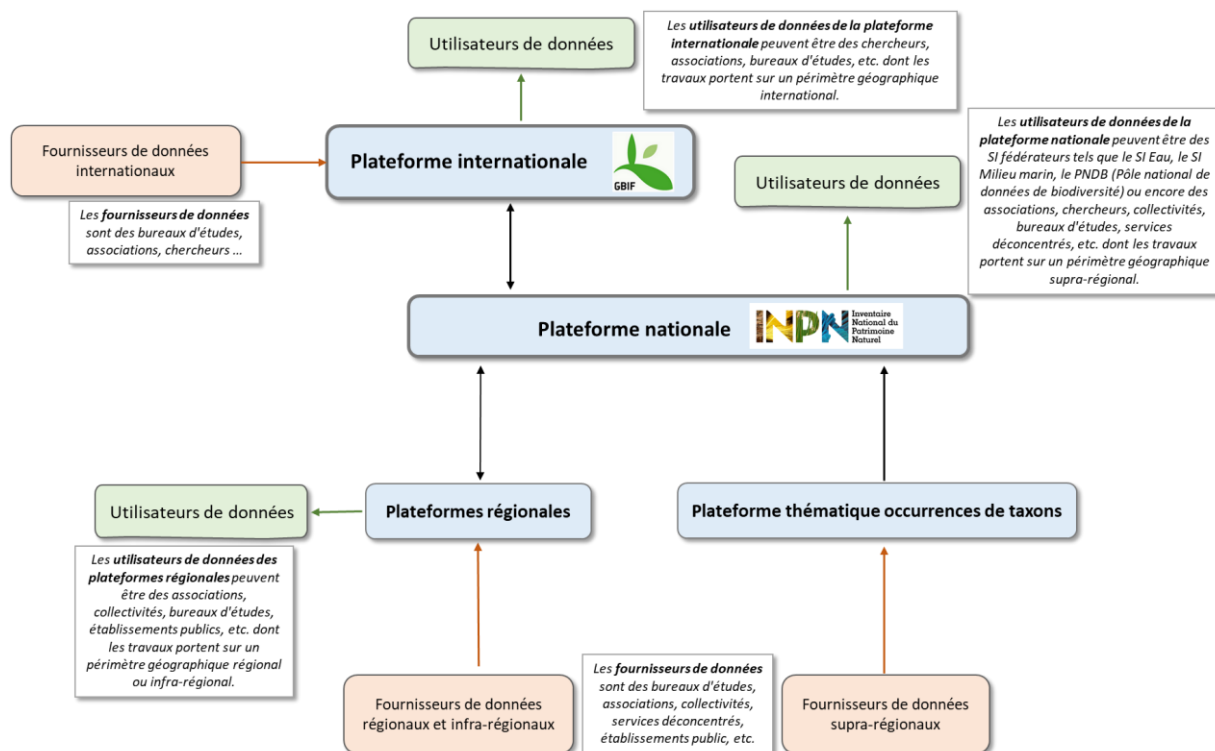 Utilisateurs de données
Les utilisateurs de données de la plateforme
internationale peuvent être des chercheurs,
associations, bureaux d'études, etc. dont les
travaux portent sur un périmètre géographique
international.
Fournisseurs de données
internationaux
Plateforme internationale
GBIF
Les fournisseurs de données
sont des bureaux d'études,
associations, chercheurs ...
Utilisateurs de données
Les utilisateurs de données de la
plateforme nationale peuvent être des
SI fédérateurs tels que le SI Eau, le SI
Milieu marin, le PNDB (Pôle national de
données de biodiversité) ou encore des
associations, chercheurs, collectivités,
bureaux d'études, services
déconcentrés, etc. dont les travaux
portent sur un périmètre géographique
supra-régional.
Plateforme nationale
INPN
Inventaire
National du
Patrimoine
Naturel
Utilisateurs de données
Plateformes régionales
Plateforme thématique occurrences de taxons
Les utilisateurs de données des
plateformes régionales peuvent
être des associations,
collectivités, bureaux d'études,
établissements publics, etc. dont
les travaux portent sur un
périmètre géographique régional
ou infra-régional.
Fournisseurs de données
régionaux et infra-régionaux
Les fournisseurs de données
sont des bureaux d'études,
associations, collectivités,
services déconcentrés,
établissements public, etc.
Fournisseurs de données
supra-régionaux